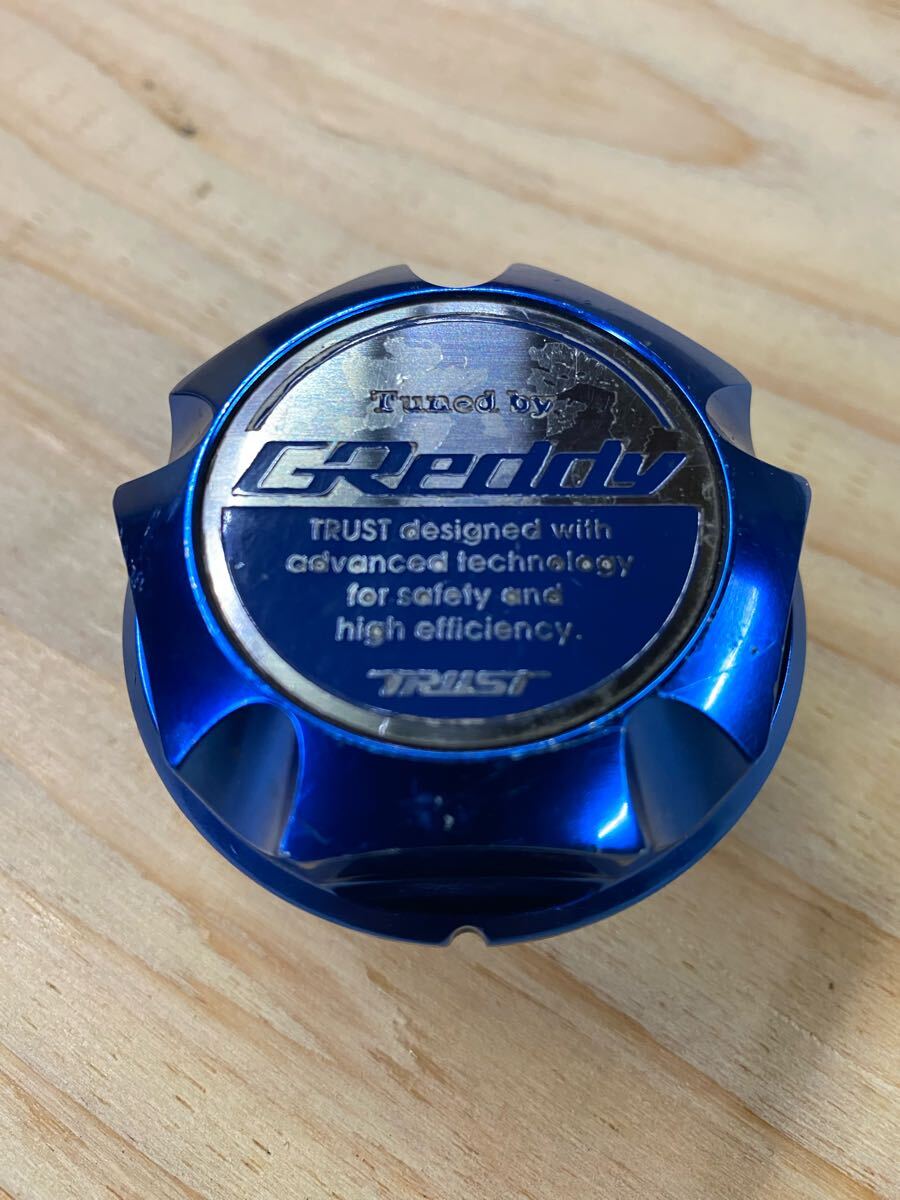 Tuned by
GReddy
TRUST designed with
advanced technology
for safety and
high efficiency.
TRUST